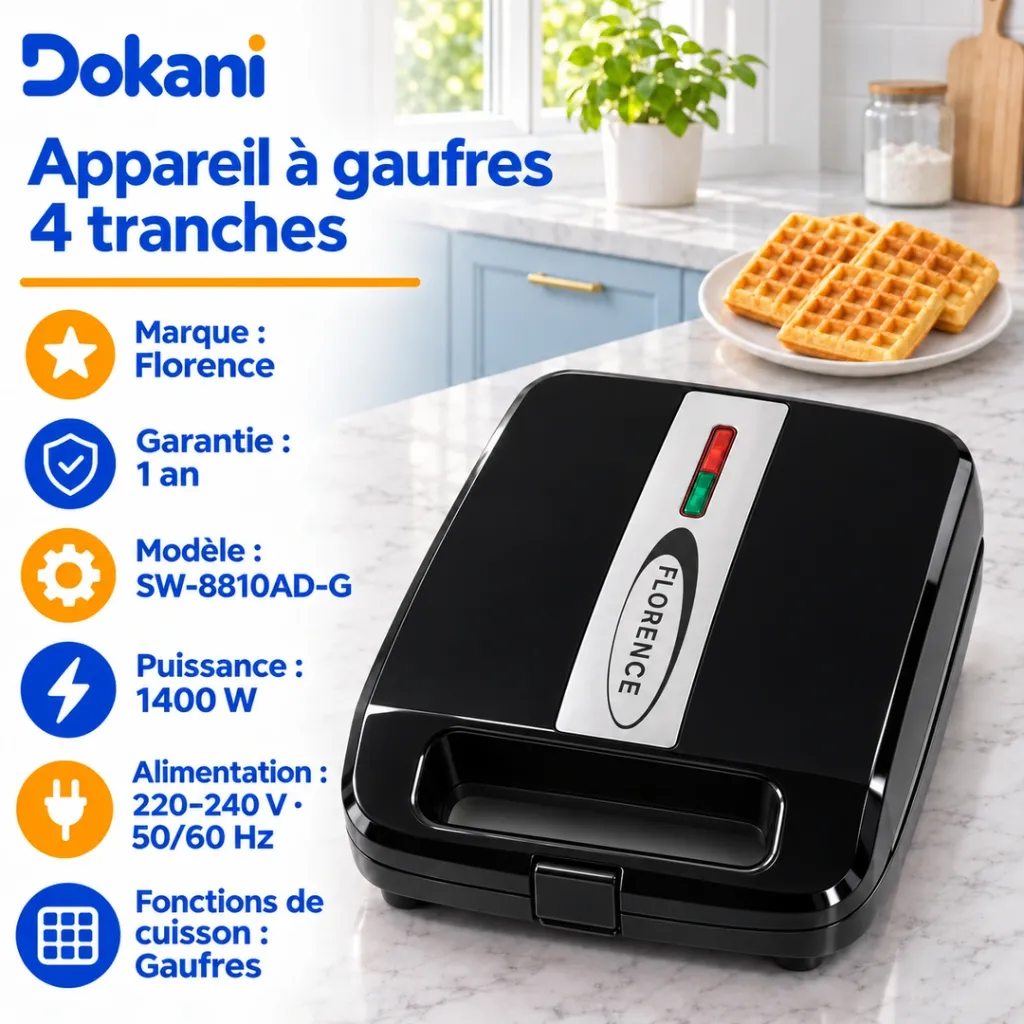 Dokani
Appareil à gaufres
4 tranches
Marque :
Florence
Garantie :
1 an
Modèle :
SW-8810AD-G
Puissance :
1400 W
Alimentation :
220-240 V ·
50/60 Hz
Fonctions de
cuisson :
Gaufres
FLORENCE